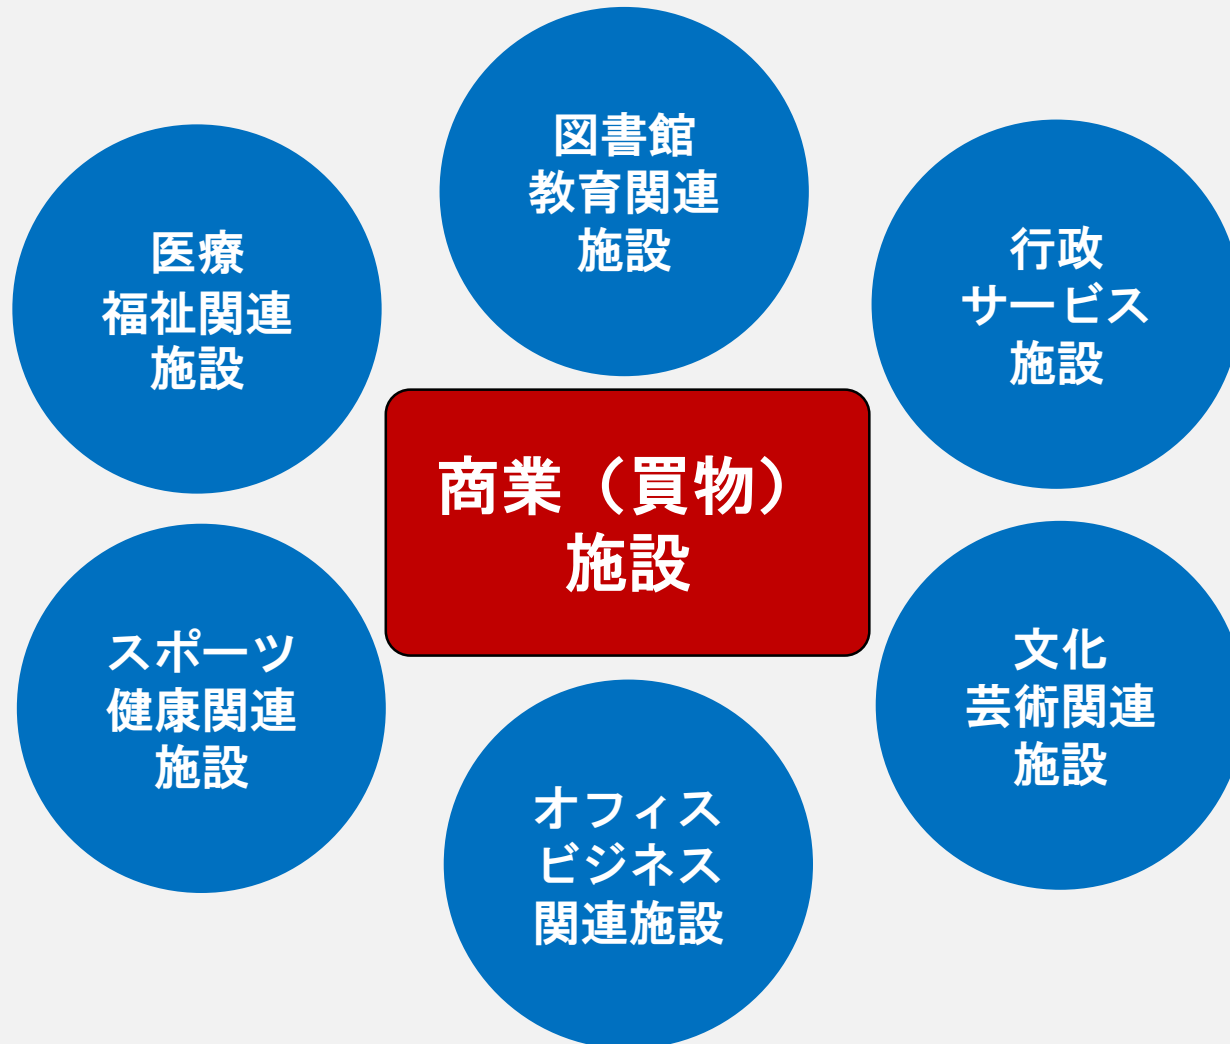 図書館
教育関連
施設
医療
福祉関連
施設
行政
サービス
施設
商業（買物）
施設
スポーツ
健康関連
施設
文化
芸術関連
施設
オフィス
ビジネス
関連施設